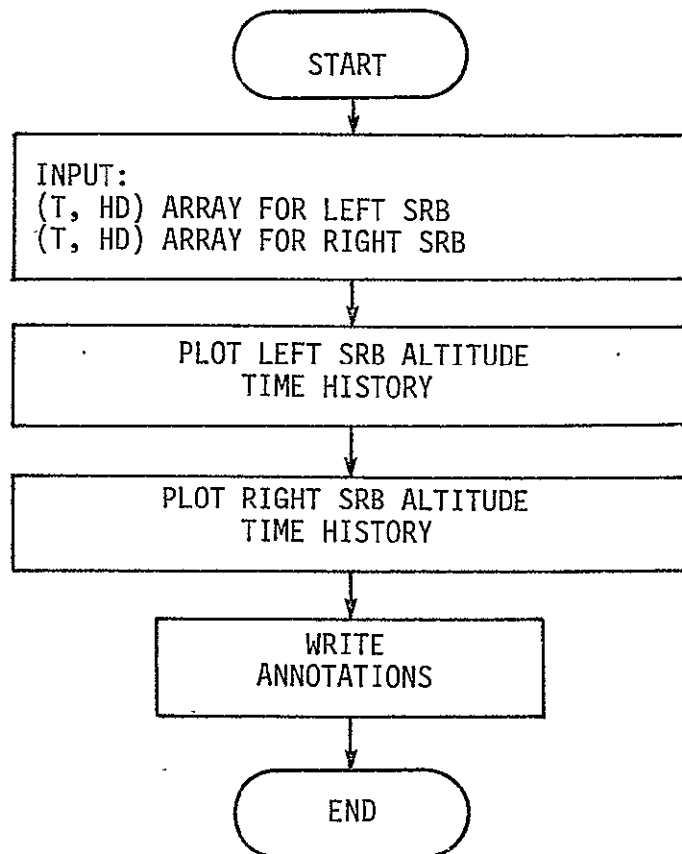 START
INPUT:
(T, HD) ARRAY FOR LEFT SRB
(T, HD) ARRAY FOR RIGHT SRB
PLOT LEFT SRB ALTITUDE
TIME HISTORY
PLOT RIGHT SRB ALTITUDE
TIME HISTORY
WRITE
ANNOTATIONS
END